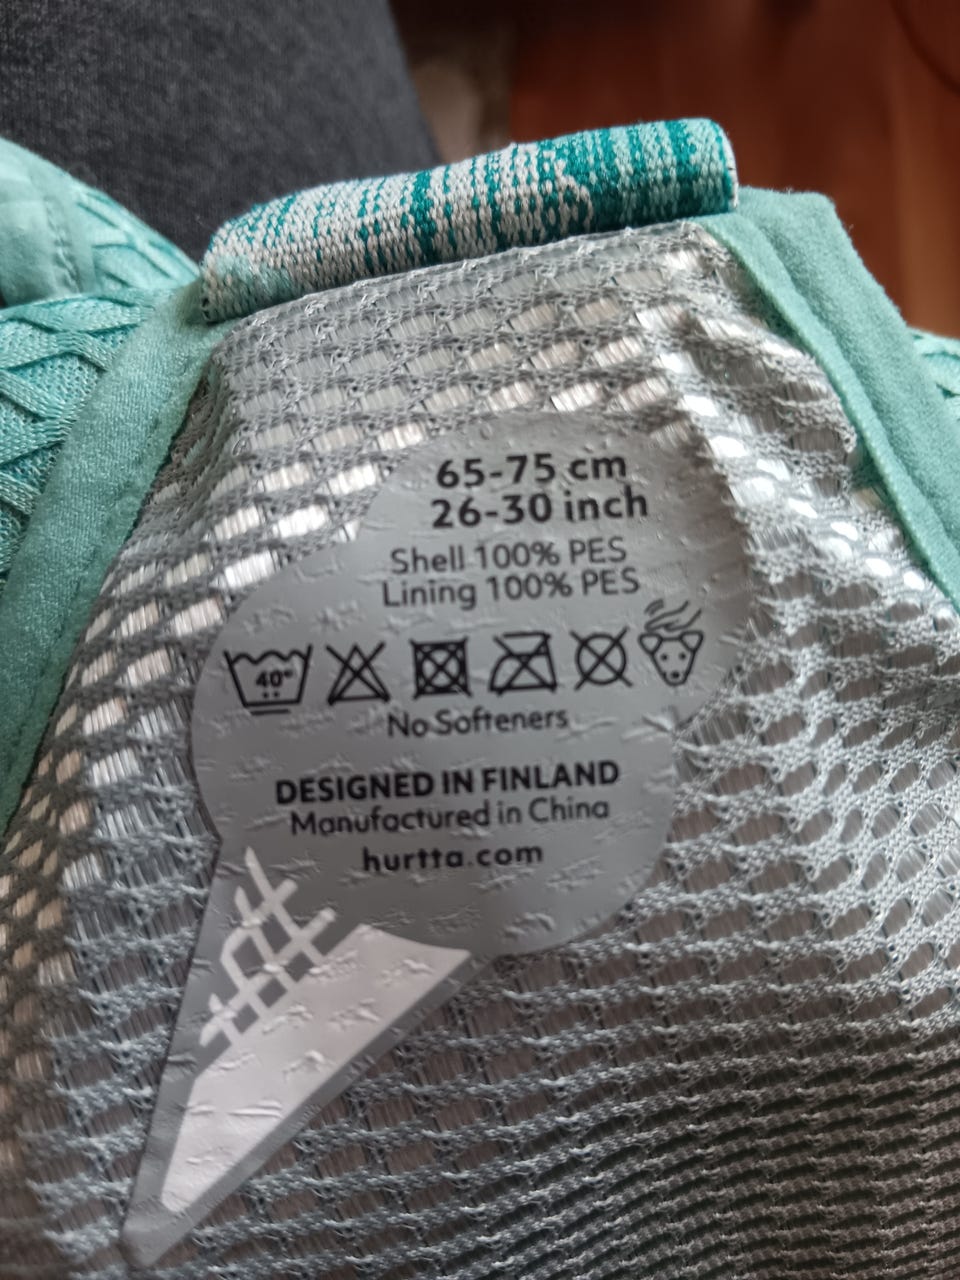 65-75 cm
26-30 inch
Shell 100% PES
Lining 100% PES
40°
No Softeners
DESIGNED IN FINLAND
Manufactured in China
hurtta.com